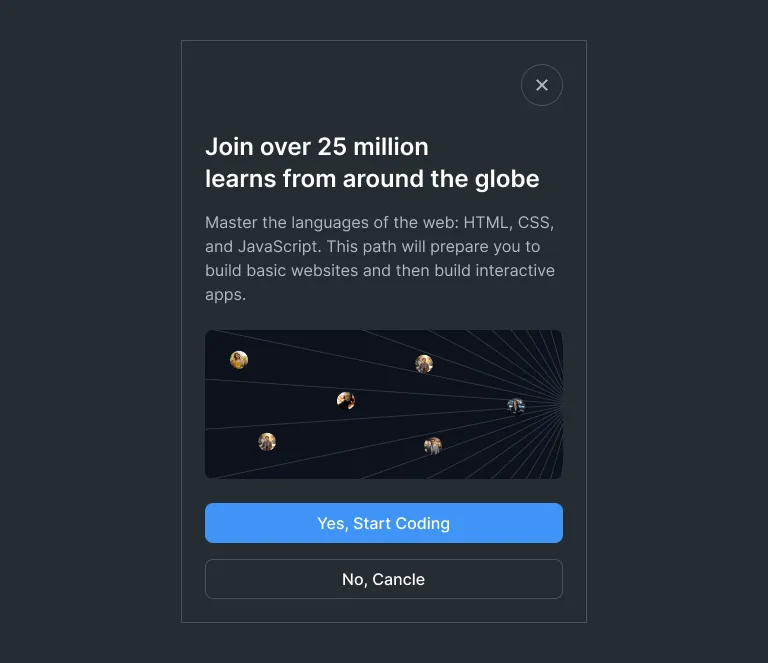 Join over 25 million
learns from around the globe
Master the languages of the web: HTML, CSS,
and JavaScript. This path will prepare you to
build basic websites and then build interactive
apps.
Yes, Start Coding
No, Cancle